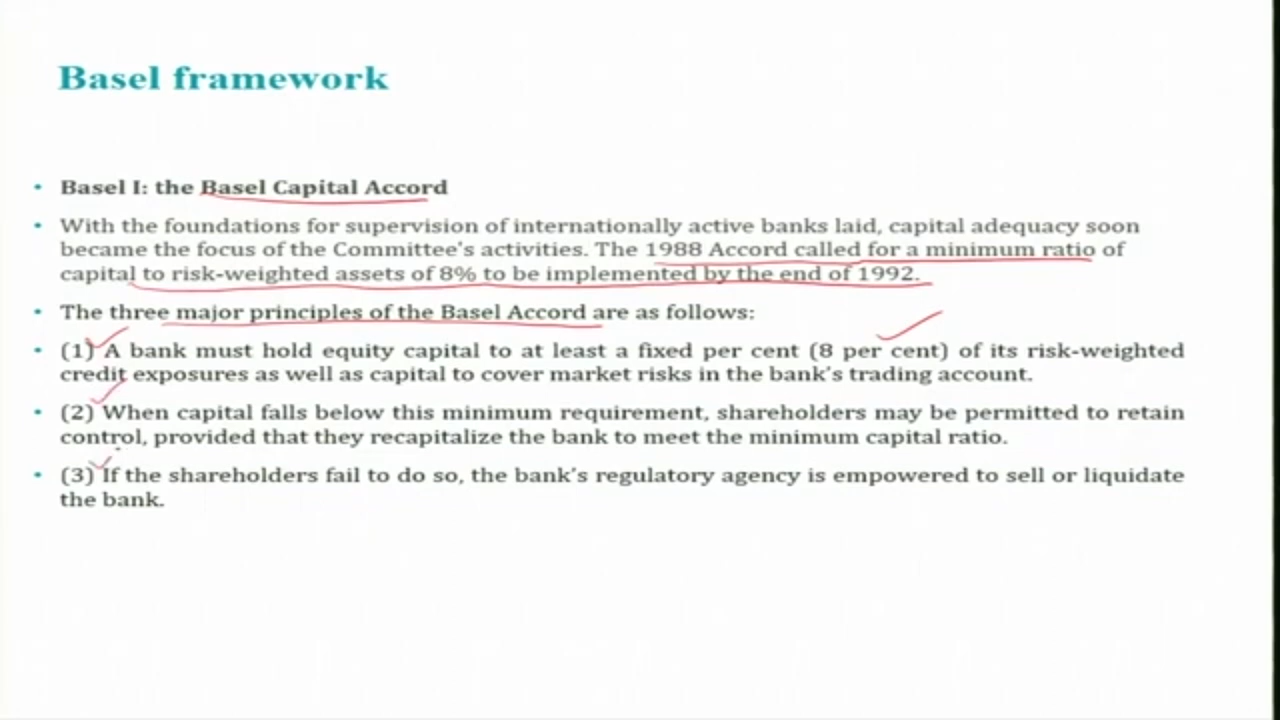 Basel framework
• Basel I: the Basel Capital Accord
• With the foundations for supervision of internationally active banks laid, capital adequacy soon
became the focus of the Committee's activities. The 1988 Accord called for a minimum ratio of
capital to risk-weighted assets of 8% to be implemented by the end of 1992.
• The three major principles of the Basel Accord are as follows:
• (1) A bank must hold equity capital to at least a fixed per cent (8 per cent) of its risk-weighted
credit exposures as well as capital to cover market risks in the bank's trading account.
• (2) When capital falls below this minimum requirement, shareholders may be permitted to retain
control, provided that they recapitalize the bank to meet the minimum capital ratio.
• (3) If the shareholders fail to do so, the bank's regulatory agency is empowered to sell or liquidate
the bank.